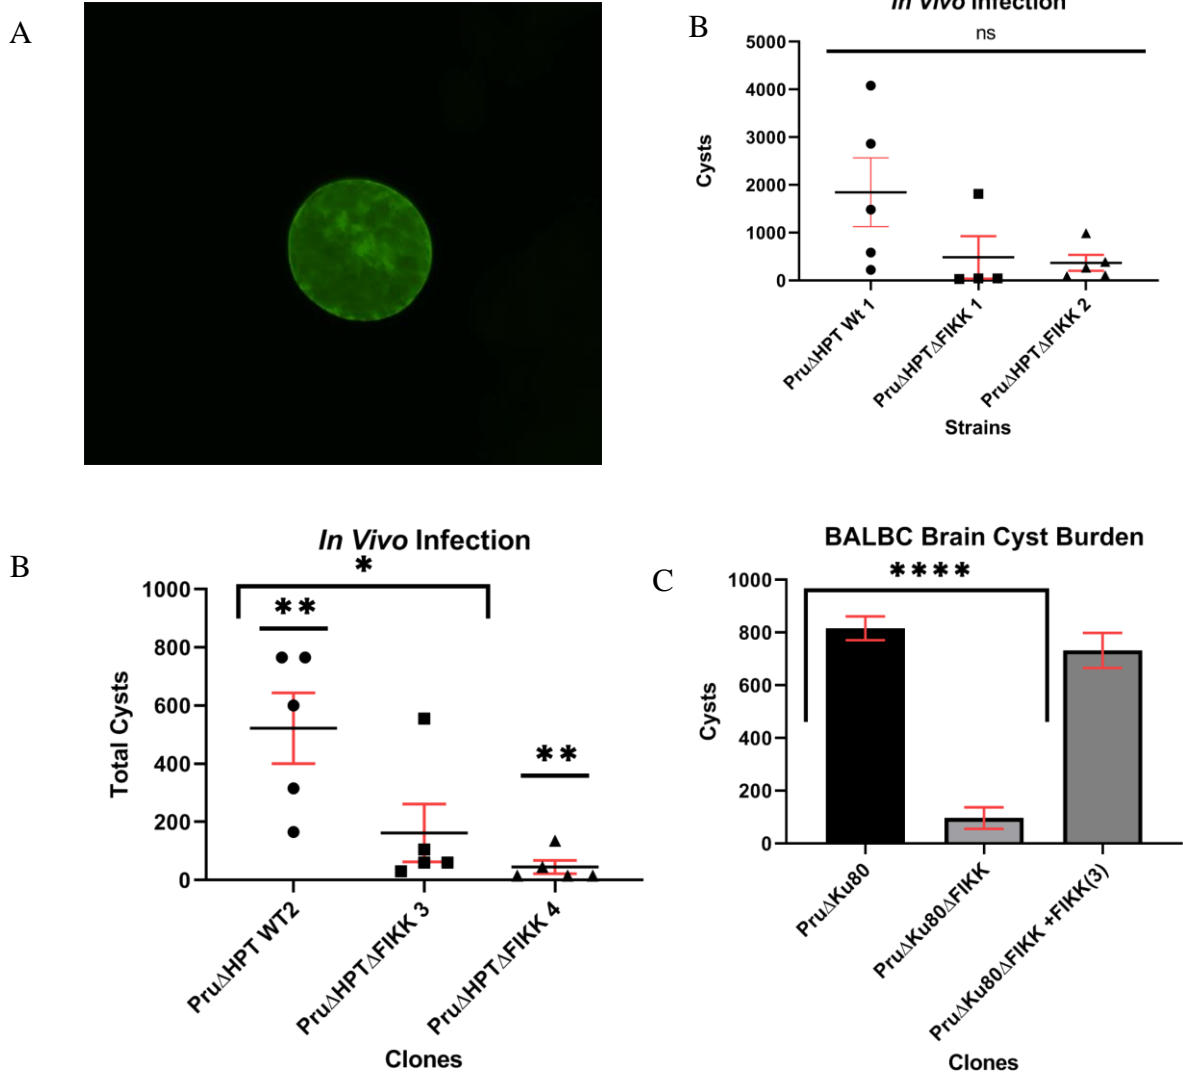 A
B
In Vivo Infection
ns
5000
4000
3000
2000
1000
0
Cysts
PruΔHPT Wt 1
PruΔHPTΔFIKK 1
PruΔHPTΔFIKK 2
Strains
B
In Vivo Infection
*
**
**
1000
800
600
400
200
0
Total Cysts
PruΔHPT WT2
PruΔHPTΔFIKK 3
PruΔHPTΔFIKK 4
Clones
C
BALBC Brain Cyst Burden
****
1000
800
600
400
200
0
Cysts
PruΔKu80
PruΔKu80ΔFIKK
PruΔKu80ΔFIKK +FIKK(3)
Clones